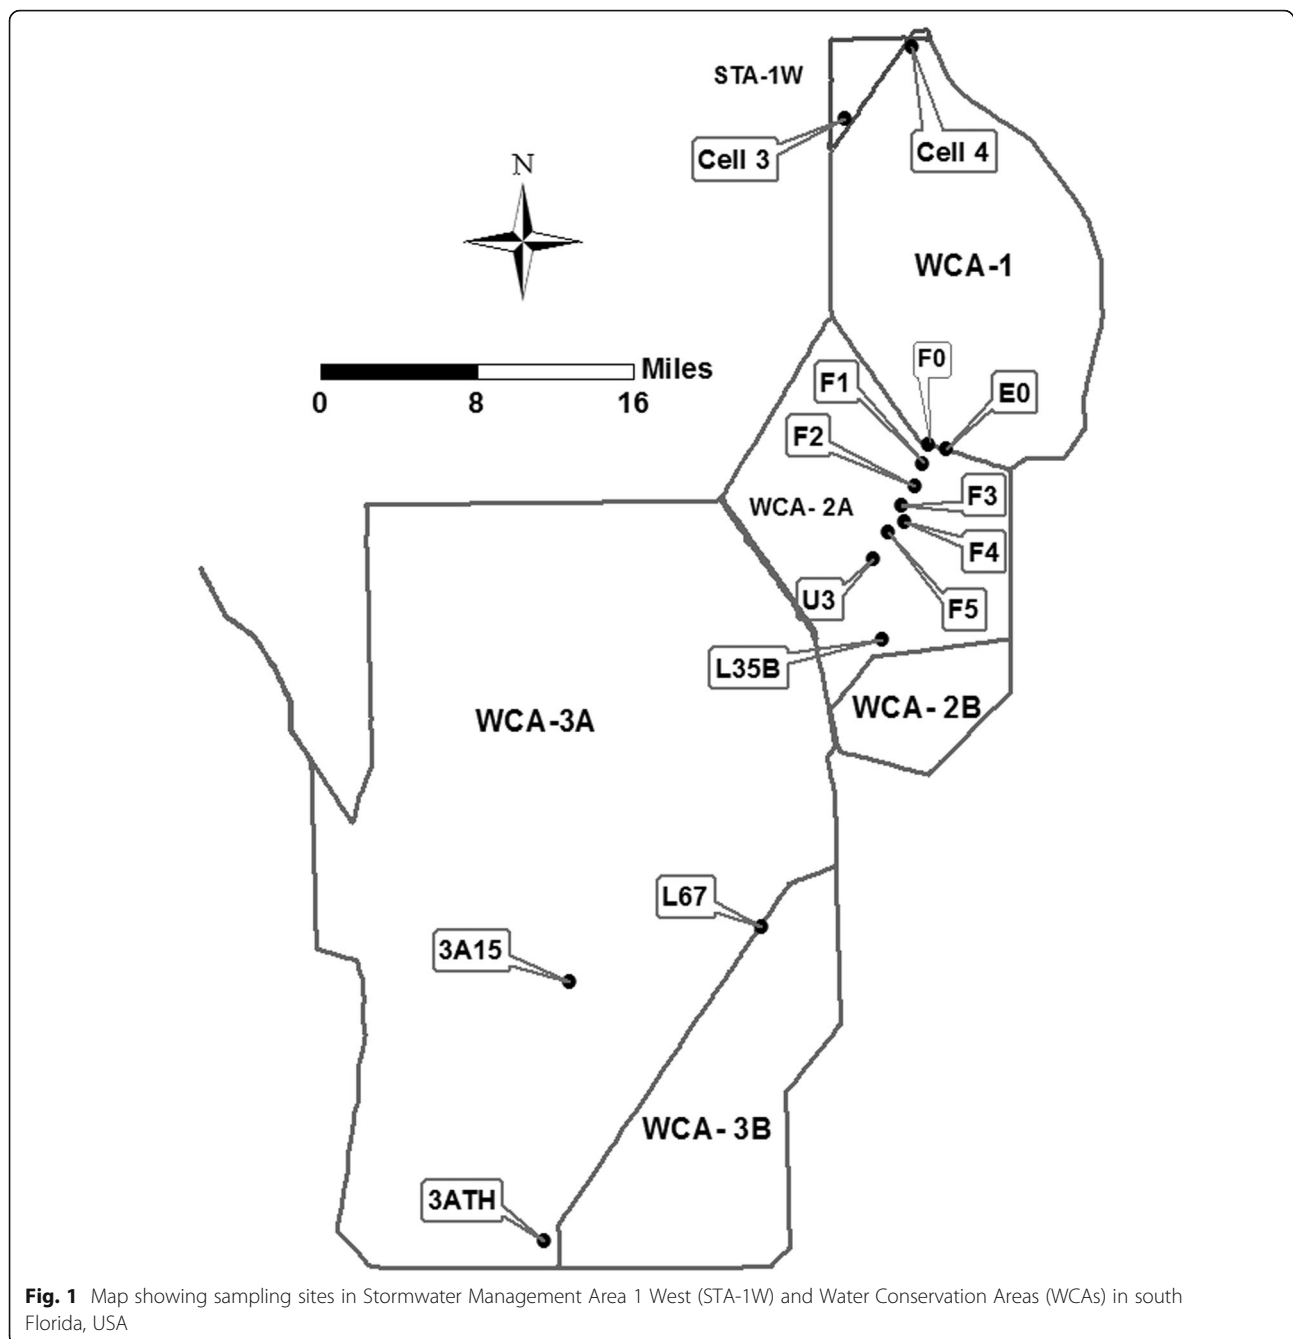 STA-1W
Cell 3
Cell 4
N
WCA-1
Miles
0 8 16
F0
F1
E0
F2
WCA- 2A
F3
F4
U3
F5
L35B
WCA- 2B
WCA-3A
L67
3A15
WCA- 3B
3ATH
Fig. 1 Map showing sampling sites in Stormwater Management Area 1 West (STA-1W) and Water Conservation Areas (WCAs) in south
Florida, USA